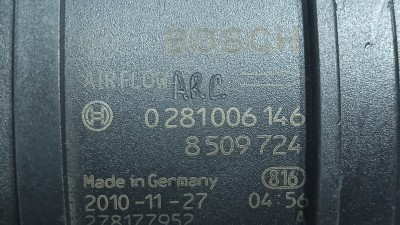 BOSCH
AIR FLOW A.R.C.
0 281 006 146
8 509 724
Made in Germany 816
2010-11-27 04:56
278177952 A